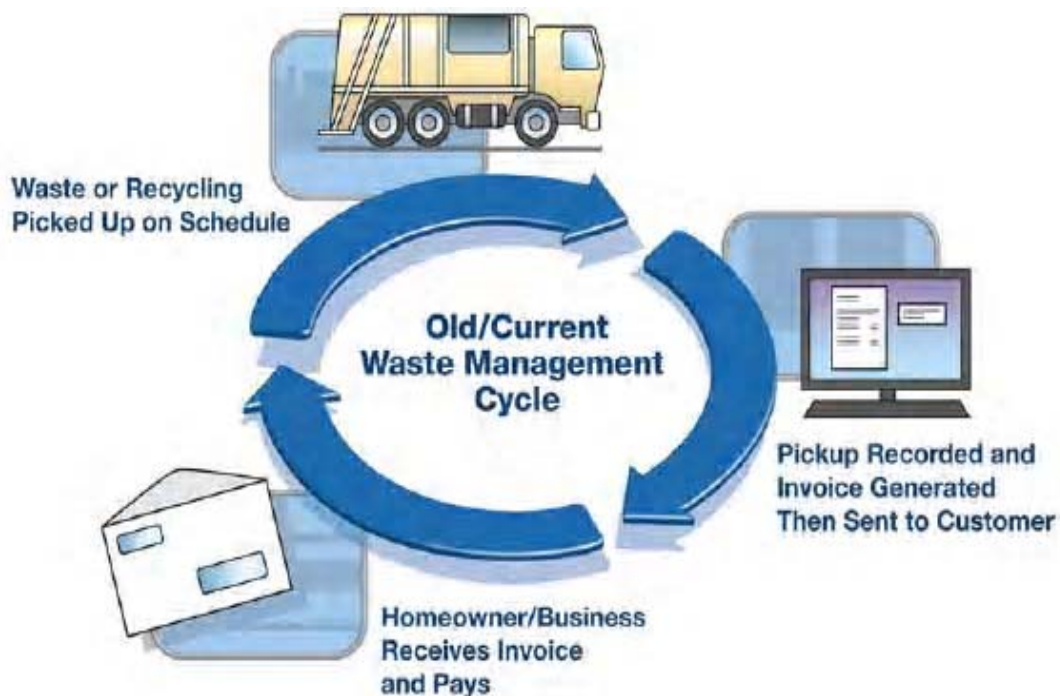 Waste or Recycling
Picked Up on Schedule
Old/Current
Waste Management
Cycle
Pickup Recorded and
Invoice Generated
Then Sent to Customer
Homeowner/Business
Receives Invoice
and Pays